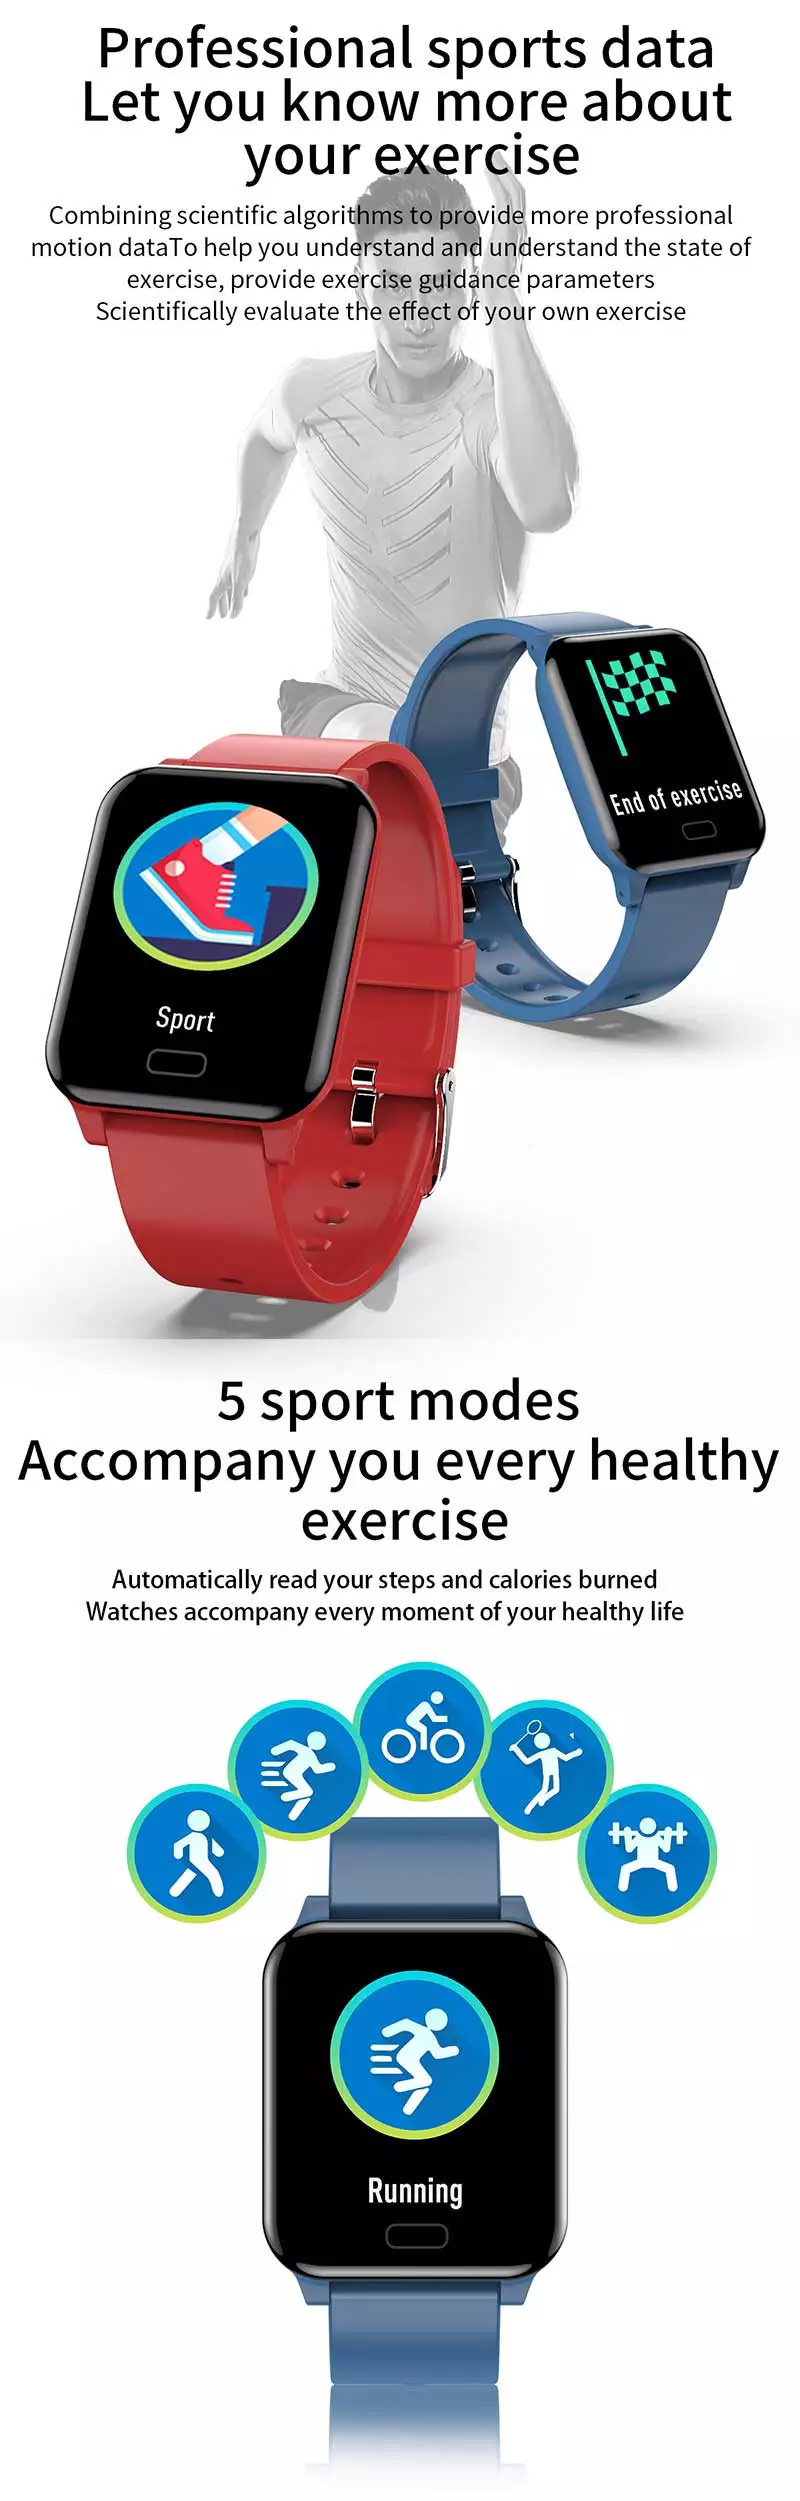 Professional sports data
Let you know more about
your exercise
Combining scientific algorithms to provide more professional
motion dataTo help you understand and understand the state of
exercise, provide exercise guidance parameters
Scientifically evaluate the effect of your own exercise
End of exercise
Sport
5 sport modes
Accompany you every healthy
exercise
Automatically read your steps and calories burned
Watches accompany every moment of your healthy life
Running